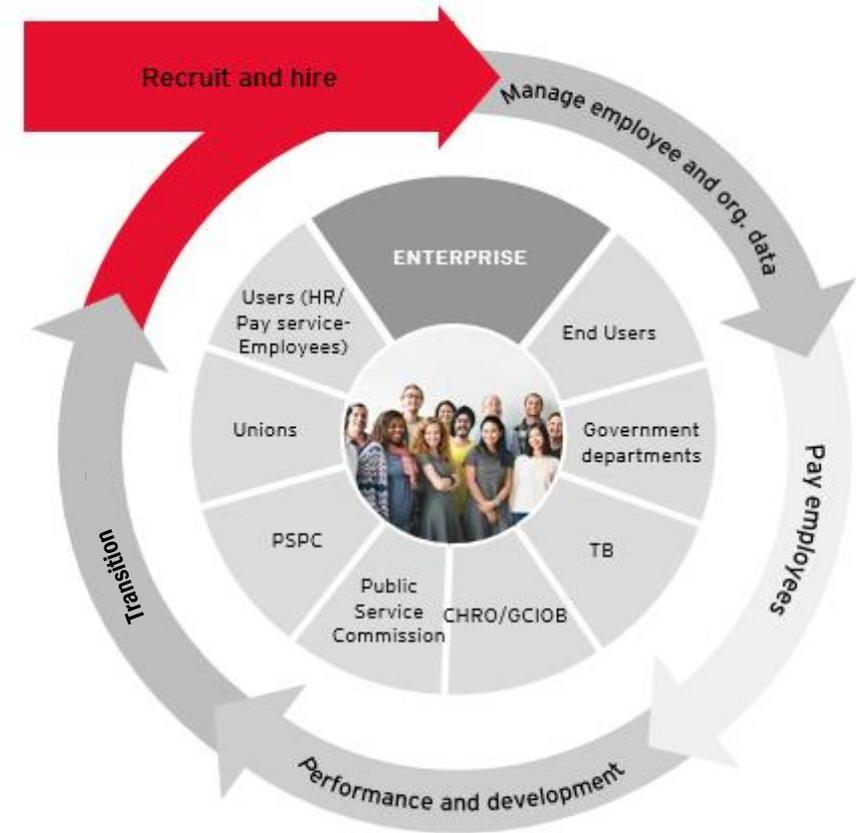 Recruit and hire
Manage employee and org. data
Pay employees
Performance and development
Transition
ENTERPRISE
End Users
Government
departments
TB
CHRO/GCIOB
Public
Service
Commission
PSPC
Unions
Users (HR/
Pay service-
Employees)